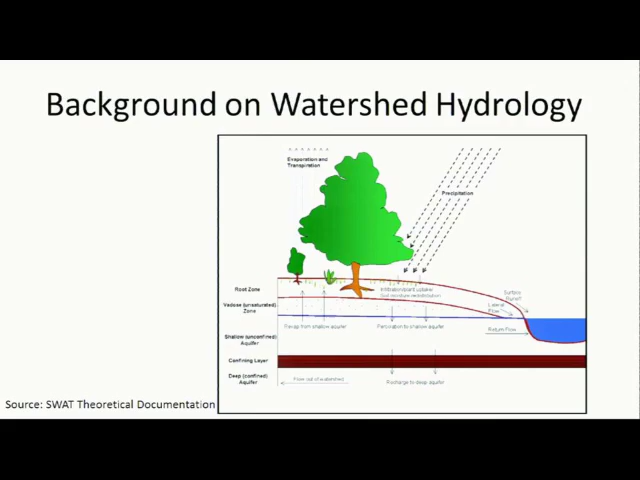 Background on Watershed Hydrology
Evaporation and
Transpiration
Precipitation
Root Zone
Infiltration/plant uptake/
Soil moisture redistribution
Surface
Runoff
Lateral
Flow
Vadose (unsaturated)
Zone
Revap from shallow aquifer
Percolation to shallow aquifer
Return Flow
Shallow (unconfined)
Aquifer
Confining Layer
Deep (confined)
Aquifer
Flow out of watershed
Recharge to deep aquifer
Source: SWAT Theoretical Documentation